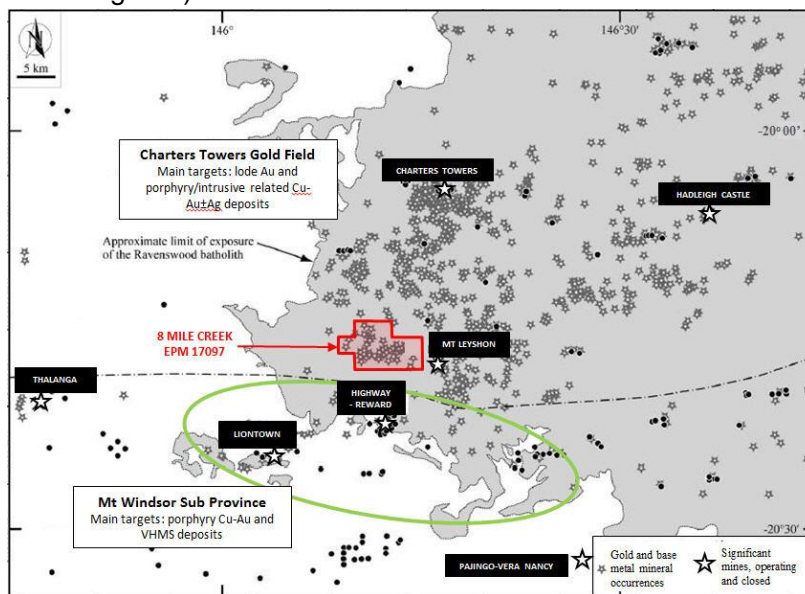 N
5 km
146°
146°30'
-20° 00'
Charters Towers Gold Field
Main targets: lode Au and
porphyry/intrusive related Cu-
Au±Ag deposits
CHARTERS TOWERS
HADLEIGH CASTLE
Approximate limit of exposure
of the Ravenswood batholith
8 MILE CREEK
EPM 17097
MT LEYSHON
THALANGA
HIGHWAY
- REWARD
LIONTOWN
Mt Windsor Sub Province
Main targets: porphyry Cu-Au and
VHMS deposits
-20°30'
PAJINGO-VERA NANCY
Gold and base
metal mineral
occurrences
Significant
mines, operating
and closed